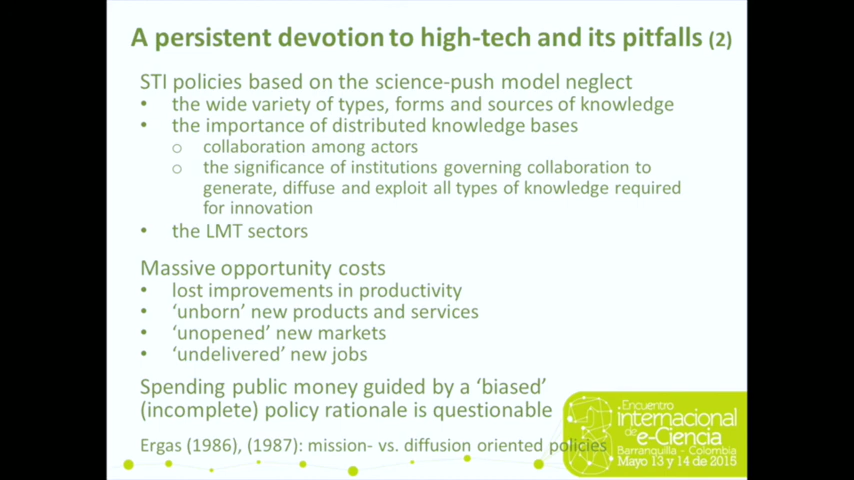 A persistent devotion to high-tech and its pitfalls (2)
STI policies based on the science-push model neglect
• the wide variety of types, forms and sources of knowledge
• the importance of distributed knowledge bases
o collaboration among actors
o the significance of institutions governing collaboration to
generate, diffuse and exploit all types of knowledge required
for innovation
• the LMT sectors
Massive opportunity costs
• lost improvements in productivity
• ‘unborn’ new products and services
• ‘unopened’ new markets
• ‘undelivered’ new jobs
Spending public money guided by a ‘biased’
(incomplete) policy rationale is questionable
Ergas (1986), (1987): mission- vs. diffusion oriented policies
Encuentro
internacional
de e-Ciencia
Barranquilla - Colombia
Mayo 13 y 14 de 2015